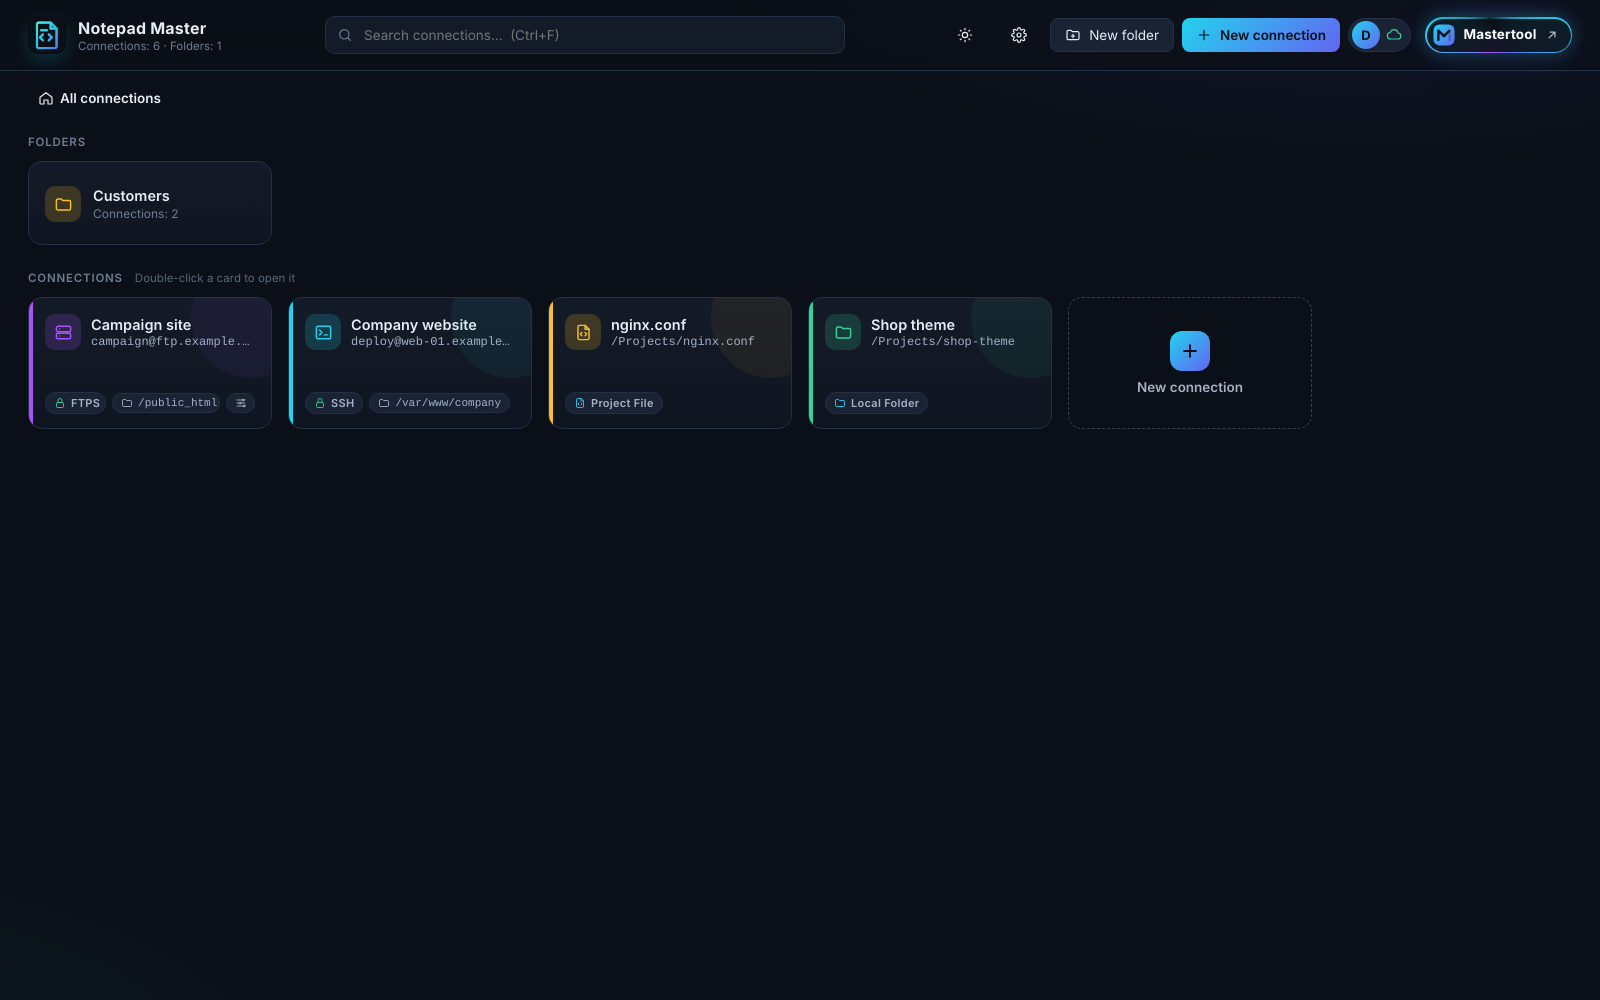 Notepad Master
Connections: 6 · Folders: 1
Search connections... (Ctrl+F)
New folder
New connection
D
Mastertool
All connections
FOLDERS
Customers
Connections: 2
CONNECTIONS Double-click a card to open it
Campaign site
campaign@ftp.example.…
FTPS
/public_html
Company website
deploy@web-01.example…
SSH
/var/www/company
nginx.conf
/Projects/nginx.conf
Project File
Shop theme
/Projects/shop-theme
Local Folder
New connection